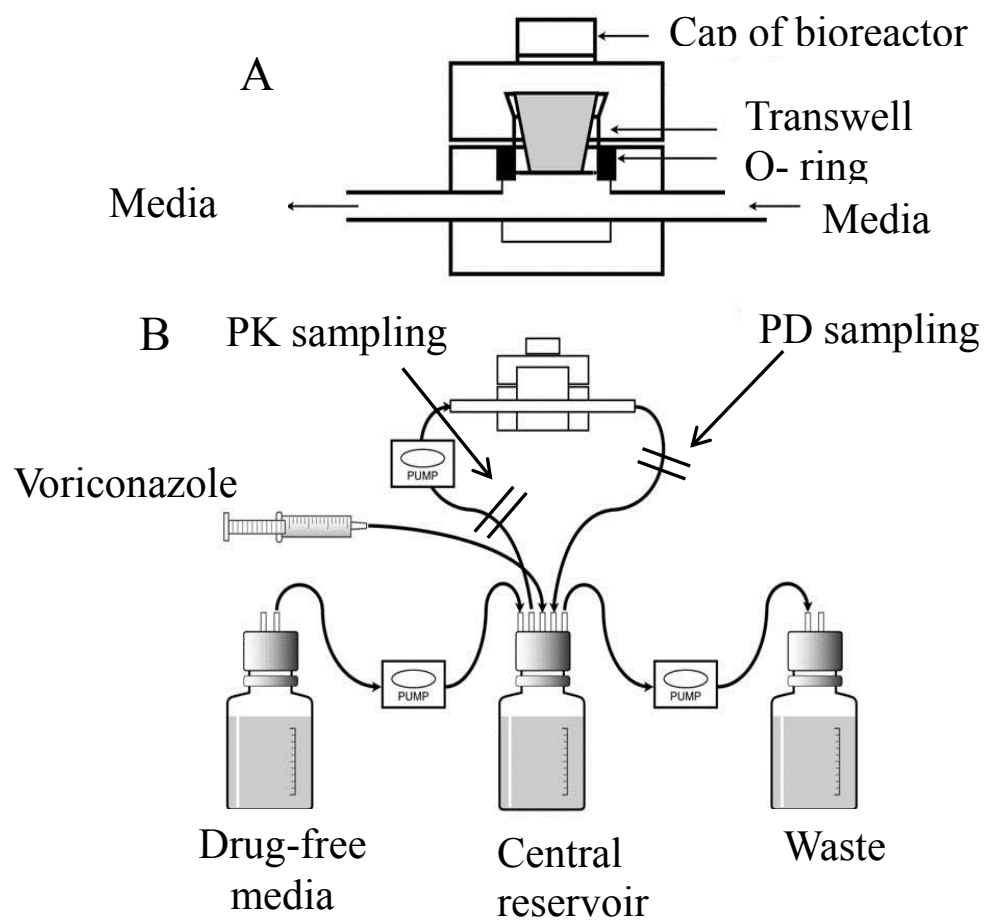 A
Cap of bioreactor
Transwell
O- ring
Media
Media
B
PK sampling
PD sampling
PUMP
Voriconazole
PUMP
PUMP
Drug-free
media
Central
reservoir
Waste